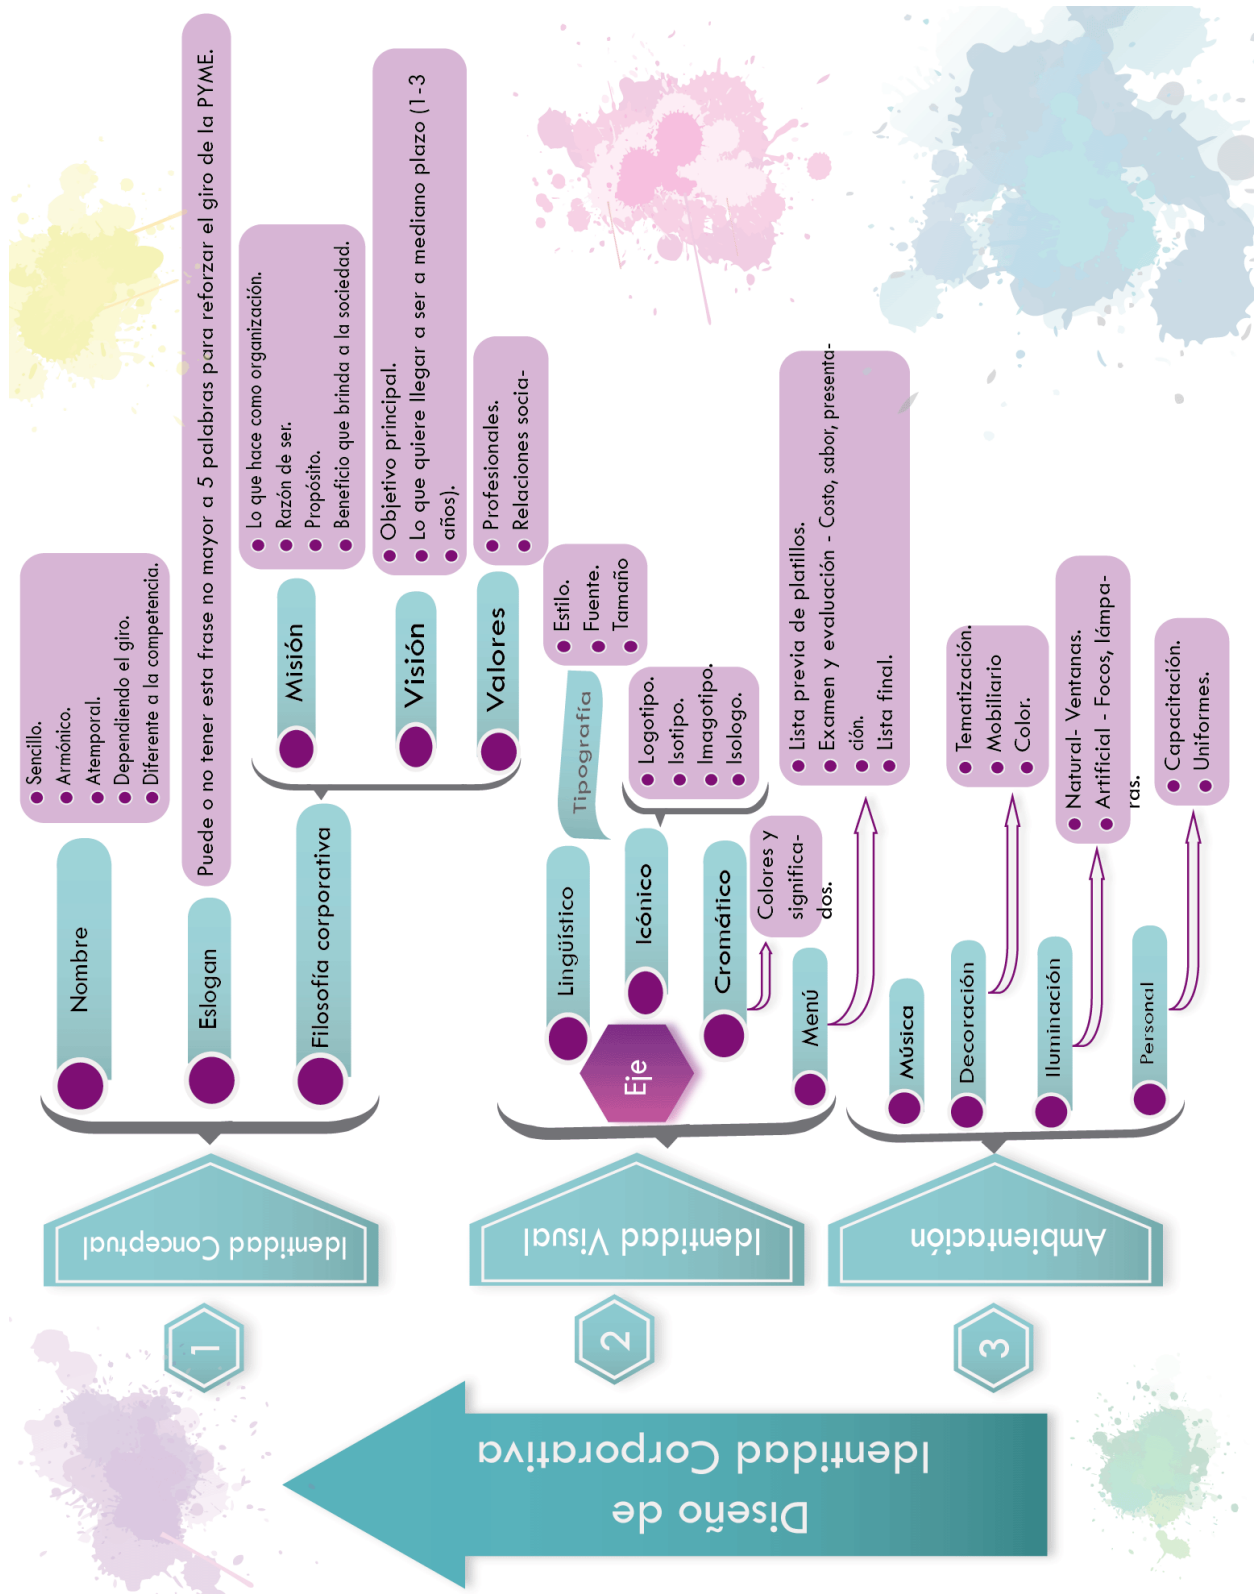 Diseño de
Identidad Corporativa
1
Identidad Conceptual
Nombre
Sencillo.
Armónico.
Atemporal.
Dependiendo el giro.
Diferente a la competencia.
Eslogan
Puede o no tener esta frase no mayor a 5 palabras para reforzar el giro de la PYME.
Filosofía corporativa
Misión
Lo que hace como organización.
Razón de ser.
Propósito.
Beneficio que brinda a la sociedad.
Visión
Objetivo principal.
Lo que quiere llegar a ser a mediano plazo (1-3
años).
Valores
Profesionales.
Relaciones socia-
2
Identidad Visual
Eje
Lingüístico
Tipografía
Estilo.
Fuente.
Tamaño
Icónico
Logotipo.
Isotipo.
Imagotipo.
Isologo.
Cromático
Colores y
significa-
dos.
Menú
Lista previa de platillos.
Examen y evaluación - Costo, sabor, presenta-
ción.
Lista final.
3
Ambientación
Música
Decoración
Tematización.
Mobiliario
Color.
Iluminación
Natural- Ventanas.
Artificial - Focos, lámpa-
ras.
Personal
Capacitación.
Uniformes.